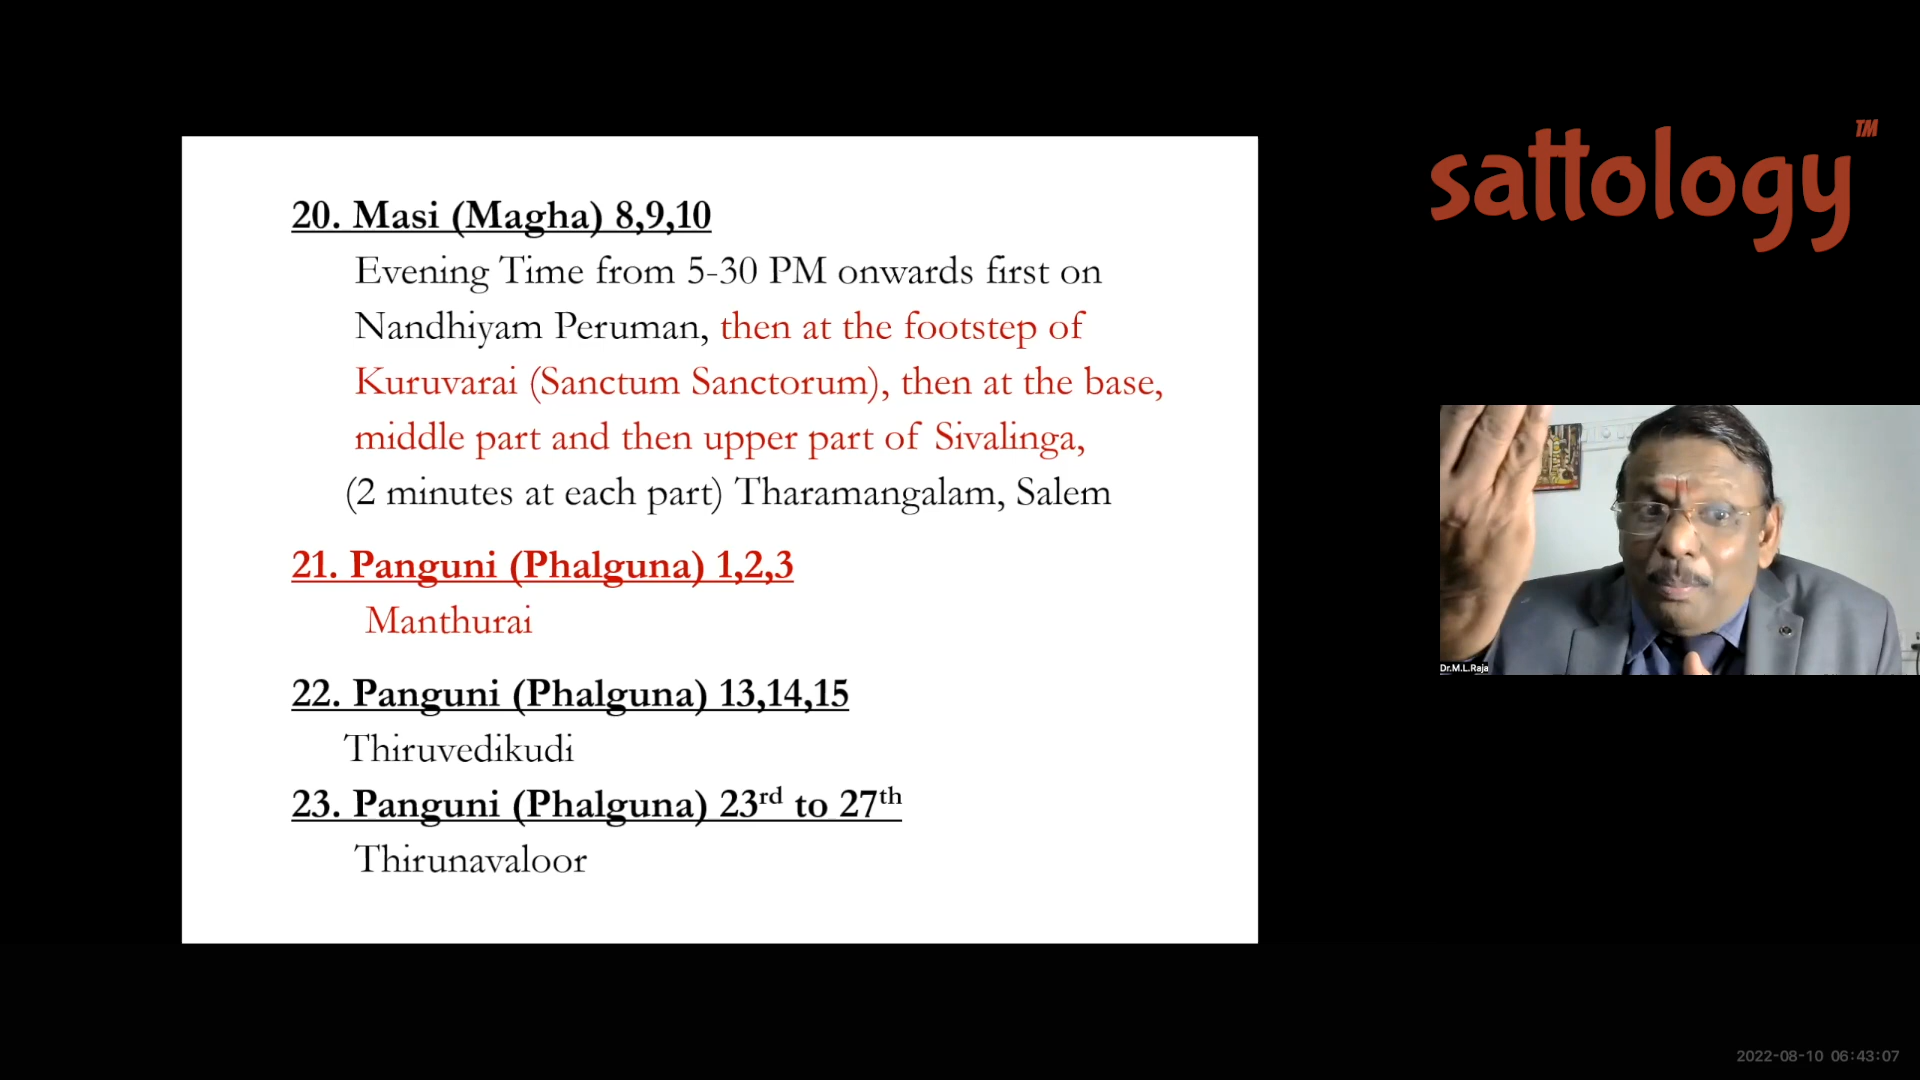 20. Masi (Magha) 8,9,10
Evening Time from 5-30 PM onwards first on
Nandhiyam Peruman, then at the footstep of
Kuruvarai (Sanctum Sanctorum), then at the base,
middle part and then upper part of Sivalinga,
(2 minutes at each part) Tharamangalam, Salem
21. Panguni (Phalguna) 1,2,3
Manthurai
22. Panguni (Phalguna) 13,14,15
Thiruvedikudi
23. Panguni (Phalguna) 23rd to 27th
Thirunavaloor
sattology TM
Dr.M.L.Raja
2022-08-10 06:43:07